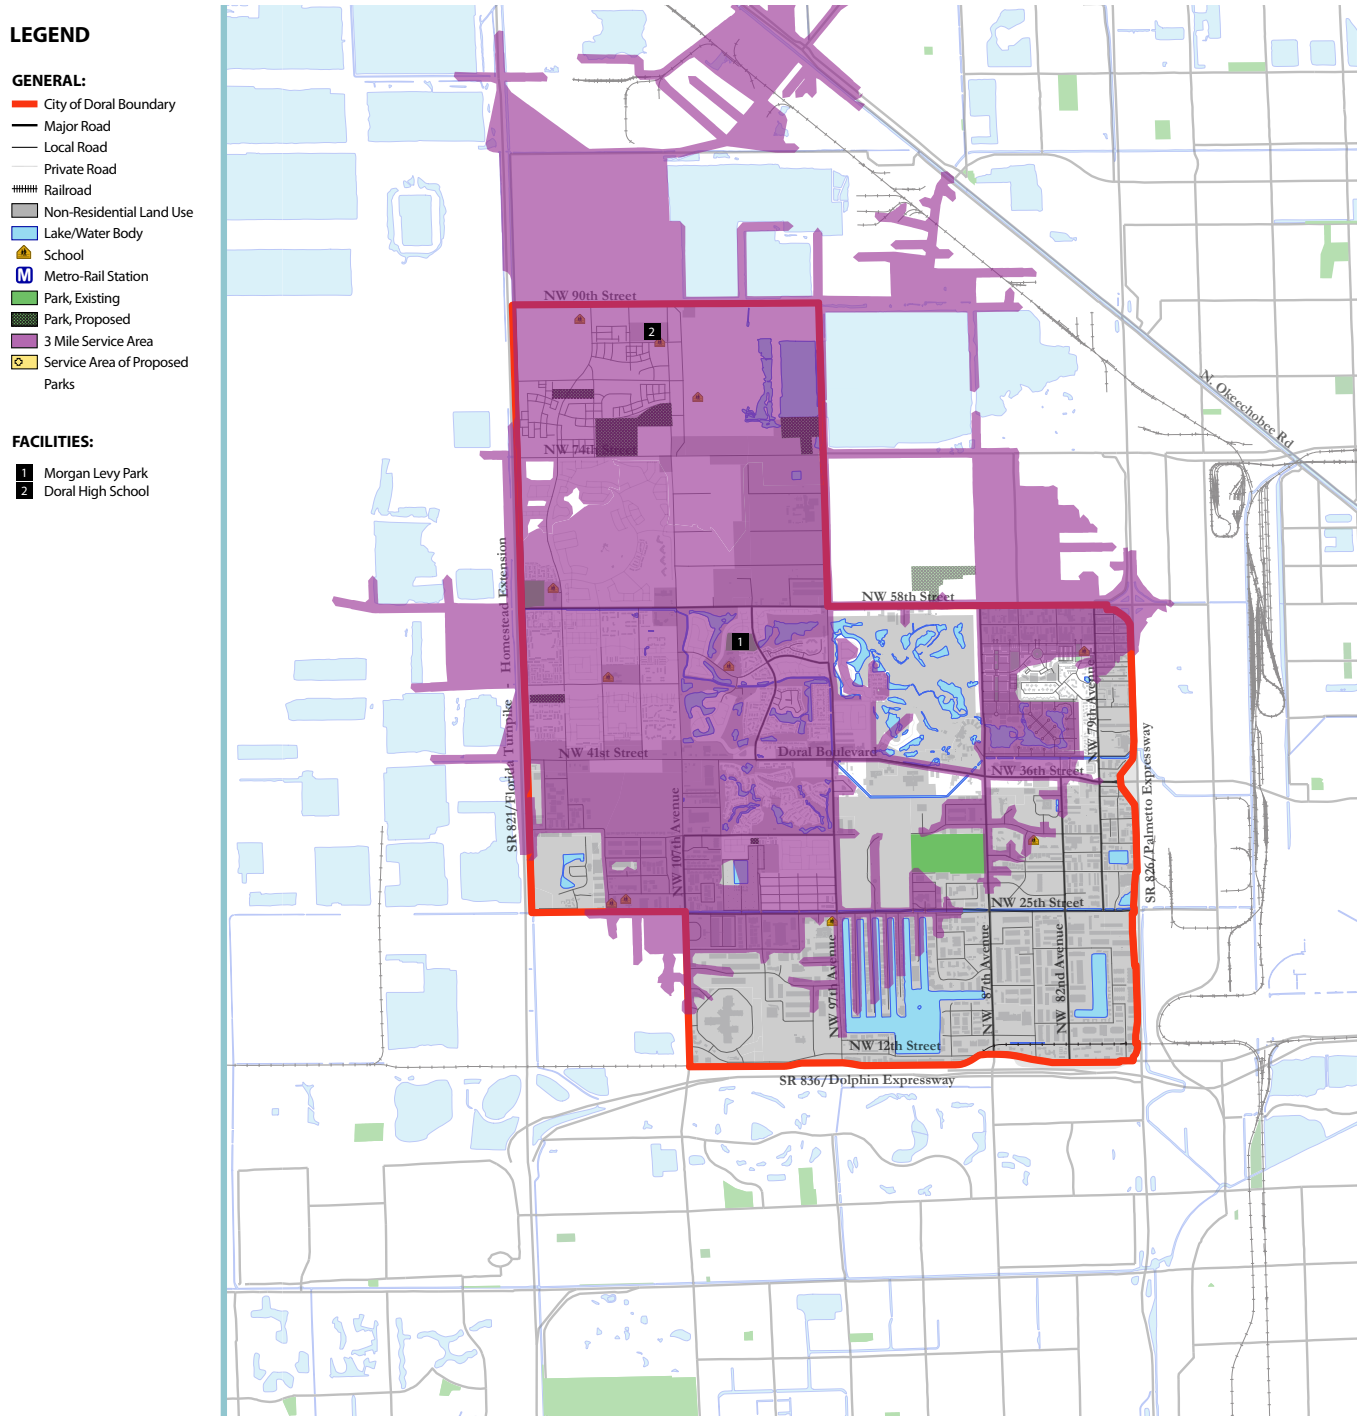 LEGEND
GENERAL:
City of Doral Boundary
Major Road
Local Road
Private Road
Railroad
Non-Residential Land Use
Lake/Water Body
School
M Metro-Rail Station
Park, Existing
Park, Proposed
3 Mile Service Area
Service Area of Proposed
Parks
FACILITIES:
1 Morgan Levy Park
2 Doral High School
NW 90th Street
2
N. Okeechobee Rd
NW 74th Street
SR 821/Florida Turnpike - Homestead Extension
NW 58th Street
1
NW 79th Avenue
NW 41st Street
Doral Boulevard
NW 36th Street
SR 826/Palmetto Expressway
NW 107th Avenue
NW 25th Street
NW 97th Avenue
NW 87th Avenue
NW 82nd Avenue
NW 12th Street
SR 836/Dolphin Expressway